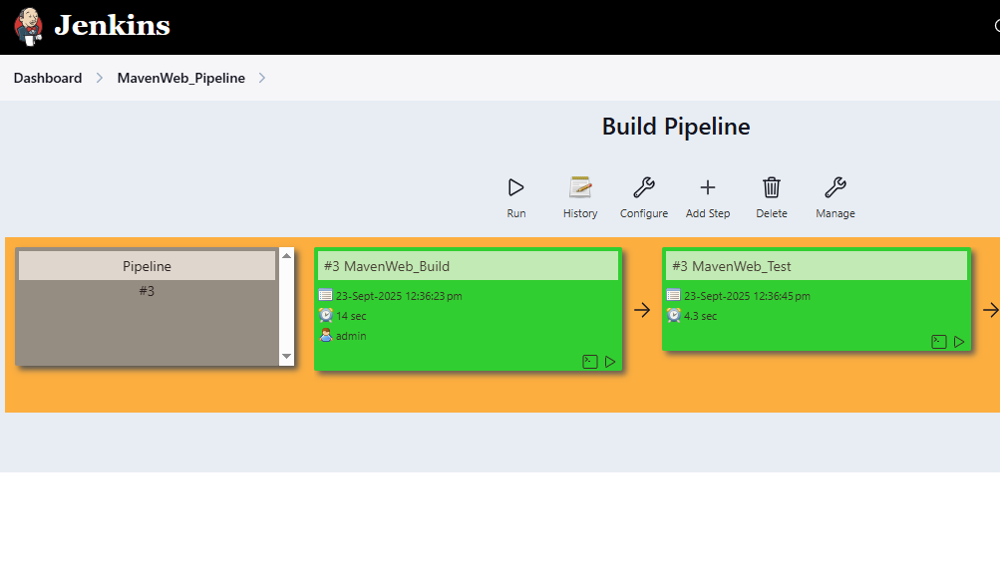 Jenkins
Dashboard
MavenWeb_Pipeline
Build Pipeline
Run
History
Configure
Add Step
Delete
Manage
Pipeline
#3
#3 MavenWeb_Build
23-Sept-2025 12:36:23 pm
14 sec
admin
#3 MavenWeb_Test
23-Sept-2025 12:36:45 pm
4.3 sec